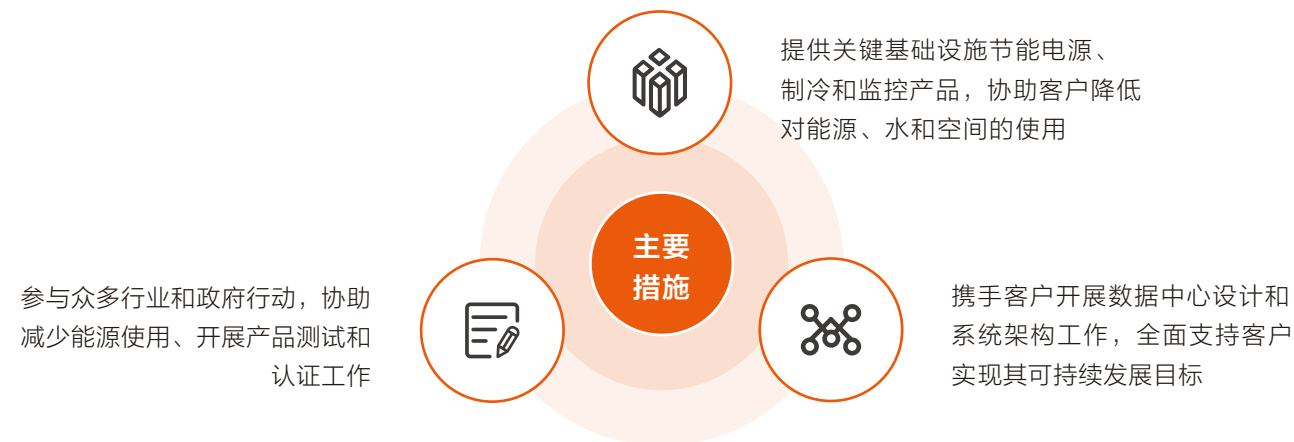 提供关键基础设施节能电源、
制冷和监控产品，协助客户降低
对能源、水和空间的使用
主要
措施
参与众多行业和政府行动，协助
减少能源使用、开展产品测试和
认证工作
携手客户开展数据中心设计和
系统架构工作，全面支持客户
实现其可持续发展目标